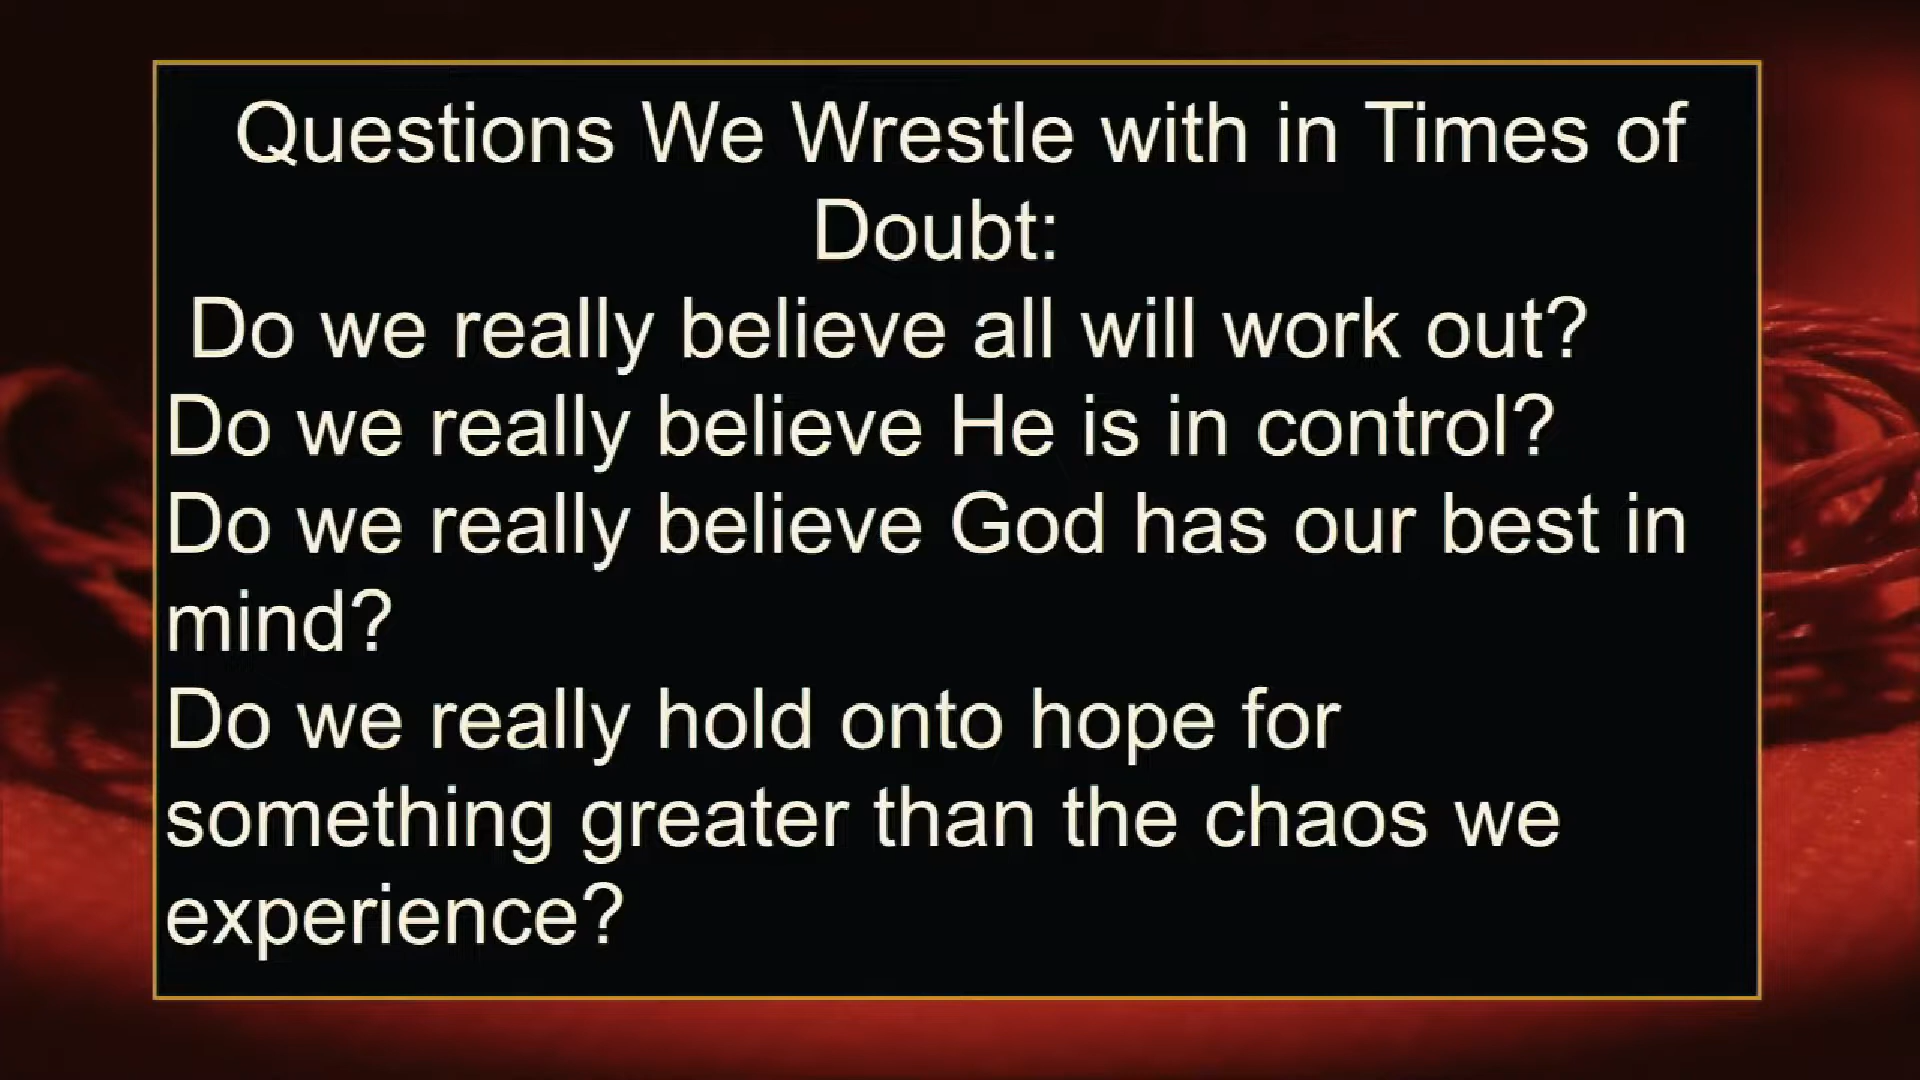 Questions We Wrestle with in Times of
Doubt:
Do we really believe all will work out?
Do we really believe He is in control?
Do we really believe God has our best in
mind?
Do we really hold onto hope for
something greater than the chaos we
experience?